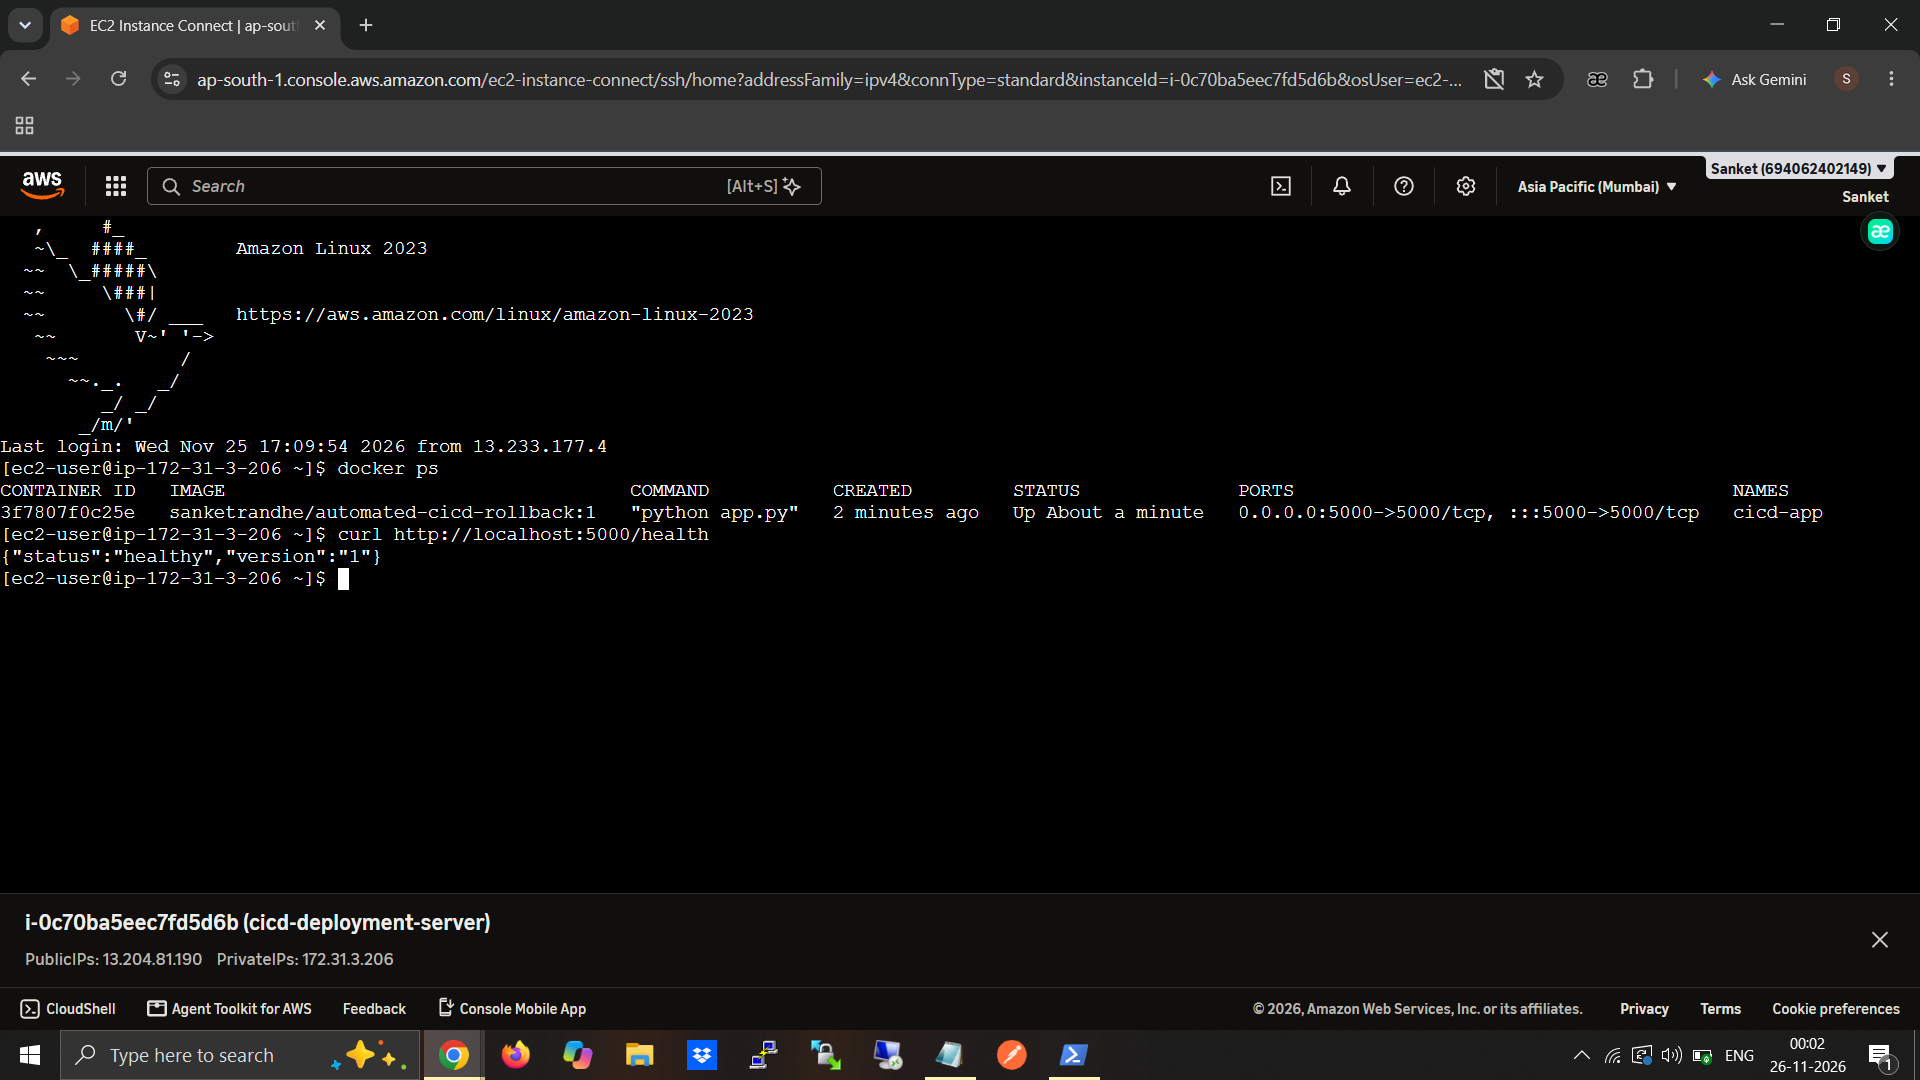 EC2 Instance Connect | ap-sout
ap-south-1.console.aws.amazon.com/ec2-instance-connect/ssh/home?addressFamily=ipv4&connType=standard&instanceId=i-0c70ba5eec7fd5d6b&osUser=ec2-...
Ask Gemini
S
aws
Search
[Alt+S]
Asia Pacific (Mumbai)
Sanket (694062402149)
Sanket
æ
   ,     #_
   ~\_  ####_        Amazon Linux 2023
  ~~  \_#####\
  ~~     \###|
  ~~       \#/ ___   https://aws.amazon.com/linux/amazon-linux-2023
   ~~       V~' '->
    ~~~         /
      ~~._.   _/
         _/ _/
       _/m/'
Last login: Wed Nov 25 17:09:54 2026 from 13.233.177.4
[ec2-user@ip-172-31-3-206 ~]$ docker ps
CONTAINER ID   IMAGE                                    COMMAND           CREATED         STATUS              PORTS                                       NAMES
3f7807f0c25e   sanketrandhe/automated-cicd-rollback:1   "python app.py"   2 minutes ago   Up About a minute   0.0.0.0:5000->5000/tcp, :::5000->5000/tcp   cicd-app
[ec2-user@ip-172-31-3-206 ~]$ curl http://localhost:5000/health
{"status":"healthy","version":"1"}
[ec2-user@ip-172-31-3-206 ~]$
i-0c70ba5eec7fd5d6b (cicd-deployment-server)
PublicIPs: 13.204.81.190 PrivateIPs: 172.31.3.206
CloudShell Agent Toolkit for AWS Feedback Console Mobile App © 2026, Amazon Web Services, Inc. or its affiliates. Privacy Terms Cookie preferences
Type here to search
ENG
00:02
26-11-2026
1